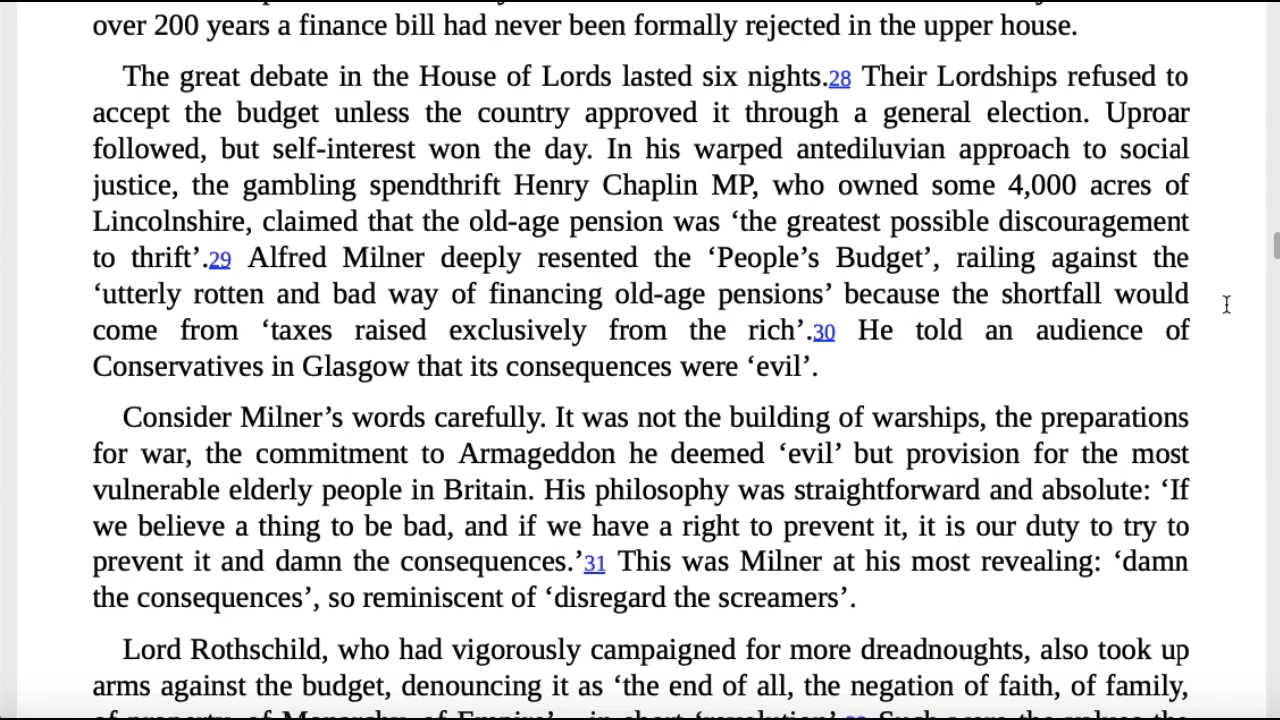 over 200 years a finance bill had never been formally rejected in the upper house.
The great debate in the House of Lords lasted six nights.28 Their Lordships refused to
accept the budget unless the country approved it through a general election. Uproar
followed, but self-interest won the day. In his warped antediluvian approach to social
justice, the gambling spendthrift Henry Chaplin MP, who owned some 4,000 acres of
Lincolnshire, claimed that the old-age pension was ‘the greatest possible discouragement
to thrift’.29 Alfred Milner deeply resented the ‘People’s Budget’, railing against the
‘utterly rotten and bad way of financing old-age pensions’ because the shortfall would
come from ‘taxes raised exclusively from the rich’.30 He told an audience of
Conservatives in Glasgow that its consequences were ‘evil’.
Consider Milner’s words carefully. It was not the building of warships, the preparations
for war, the commitment to Armageddon he deemed ‘evil’ but provision for the most
vulnerable elderly people in Britain. His philosophy was straightforward and absolute: ‘If
we believe a thing to be bad, and if we have a right to prevent it, it is our duty to try to
prevent it and damn the consequences.’31 This was Milner at his most revealing: ‘damn
the consequences’, so reminiscent of ‘disregard the screamers’.
Lord Rothschild, who had vigorously campaigned for more dreadnoughts, also took up
arms against the budget, denouncing it as ‘the end of all, the negation of faith, of family,